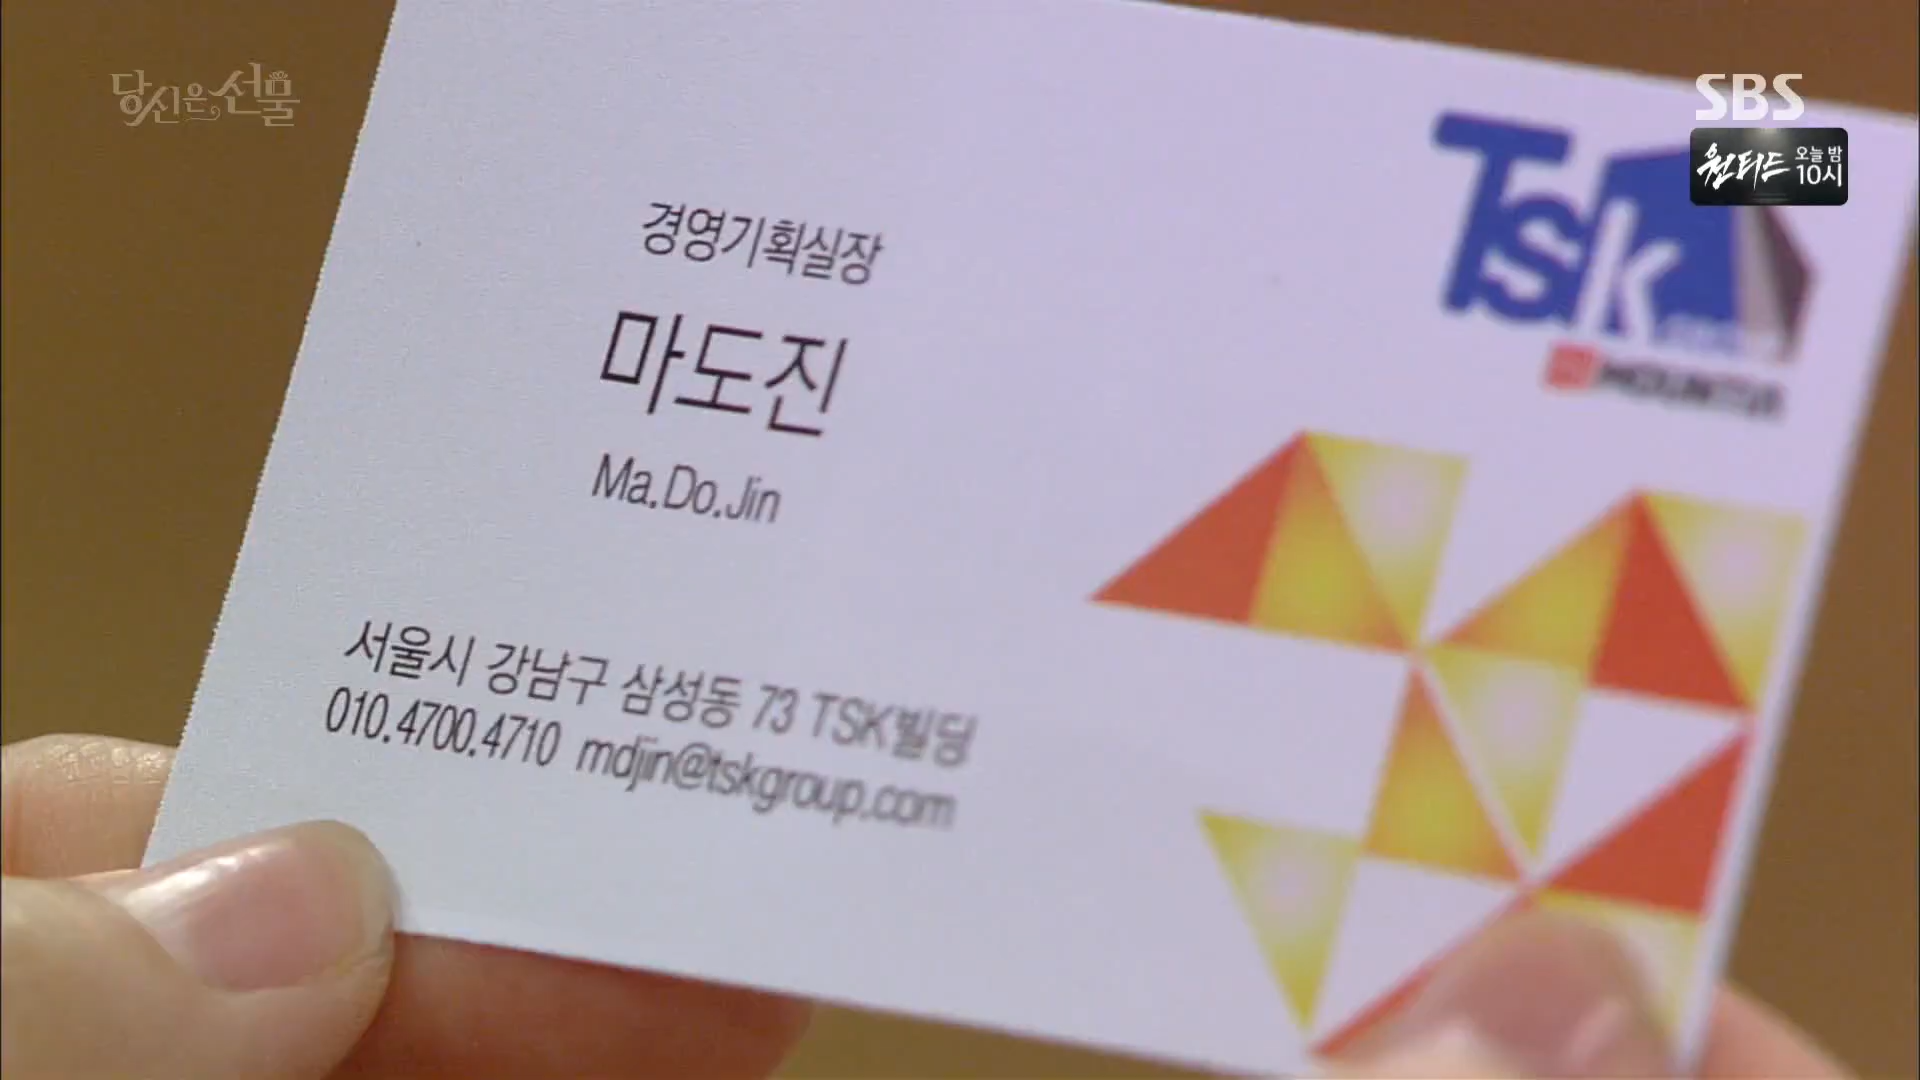 당신은 선물
SBS
원티드 오늘 밤 10시
Tsk
경영기획실장
마도진
Ma.Do.Jin
서울시 강남구 삼성동 73 TSK빌딩
010.4700.4710 mdjin@tskgroup.com